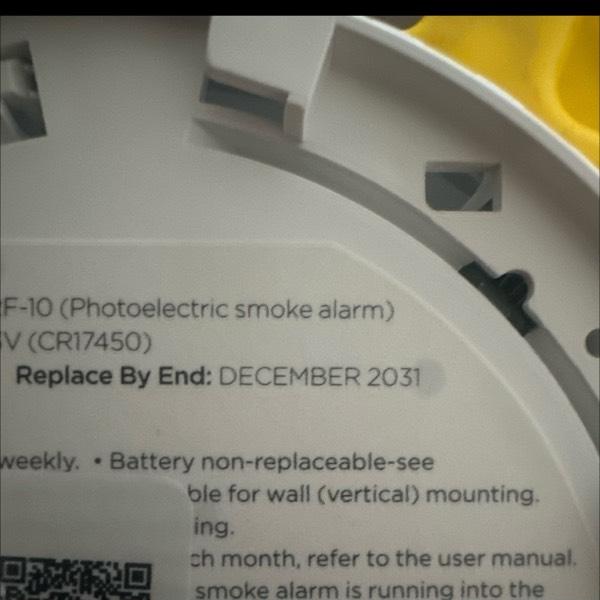 F-10 (Photoelectric smoke alarm)
V (CR17450)
Replace By End: DECEMBER 2031
weekly. • Battery non-replaceable-see
ble for wall (vertical) mounting.
ing.
ch month, refer to the user manual.
smoke alarm is running into the